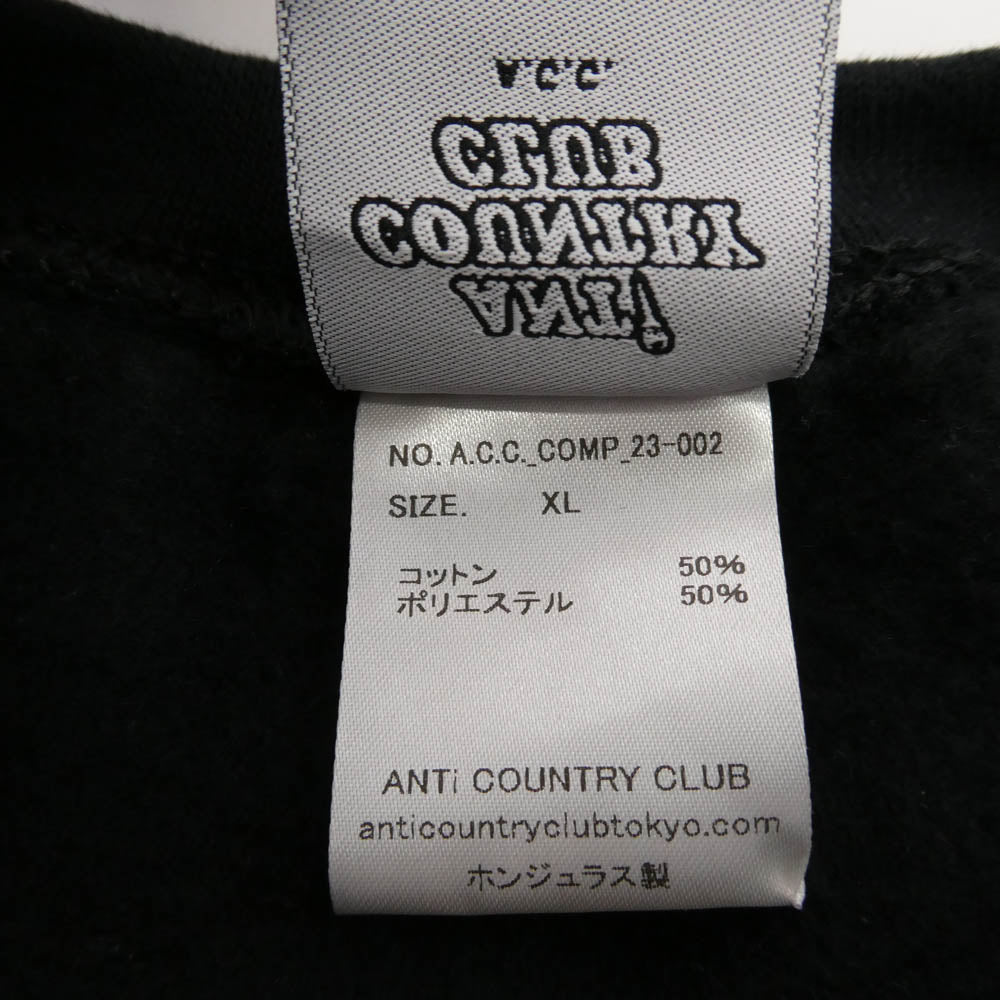 A.C.C.
CLUB
COUNTRY
ANTi
NO. A.C.C._COMP_23-002
SIZE. XL
コットン 50%
ポリエステル 50%
ANTi COUNTRY CLUB
anticountryclubtokyo.com
ホンジュラス製